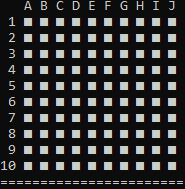 A B C D E F G H I J
1 ■ ■ ■ ■ ■ ■ ■ ■ ■ ■
2 ■ ■ ■ ■ ■ ■ ■ ■ ■ ■
3 ■ ■ ■ ■ ■ ■ ■ ■ ■ ■
4 ■ ■ ■ ■ ■ ■ ■ ■ ■ ■
5 ■ ■ ■ ■ ■ ■ ■ ■ ■ ■
6 ■ ■ ■ ■ ■ ■ ■ ■ ■ ■
7 ■ ■ ■ ■ ■ ■ ■ ■ ■ ■
8 ■ ■ ■ ■ ■ ■ ■ ■ ■ ■
9 ■ ■ ■ ■ ■ ■ ■ ■ ■ ■
10 ■ ■ ■ ■ ■ ■ ■ ■ ■ ■
=======================